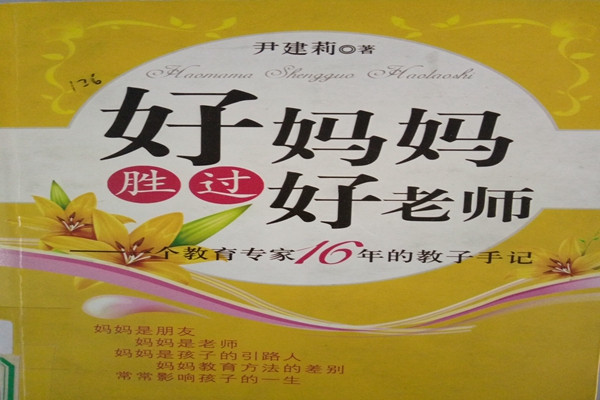 尹建莉◎著
Haomama Shengguo Haolaoshi
136
好妈妈
胜过好老师
——一个教育专家16年的教子手记
妈妈是朋友
妈妈是老师
妈妈是孩子的引路人
妈妈教育方法的差别
常常影响孩子的一生